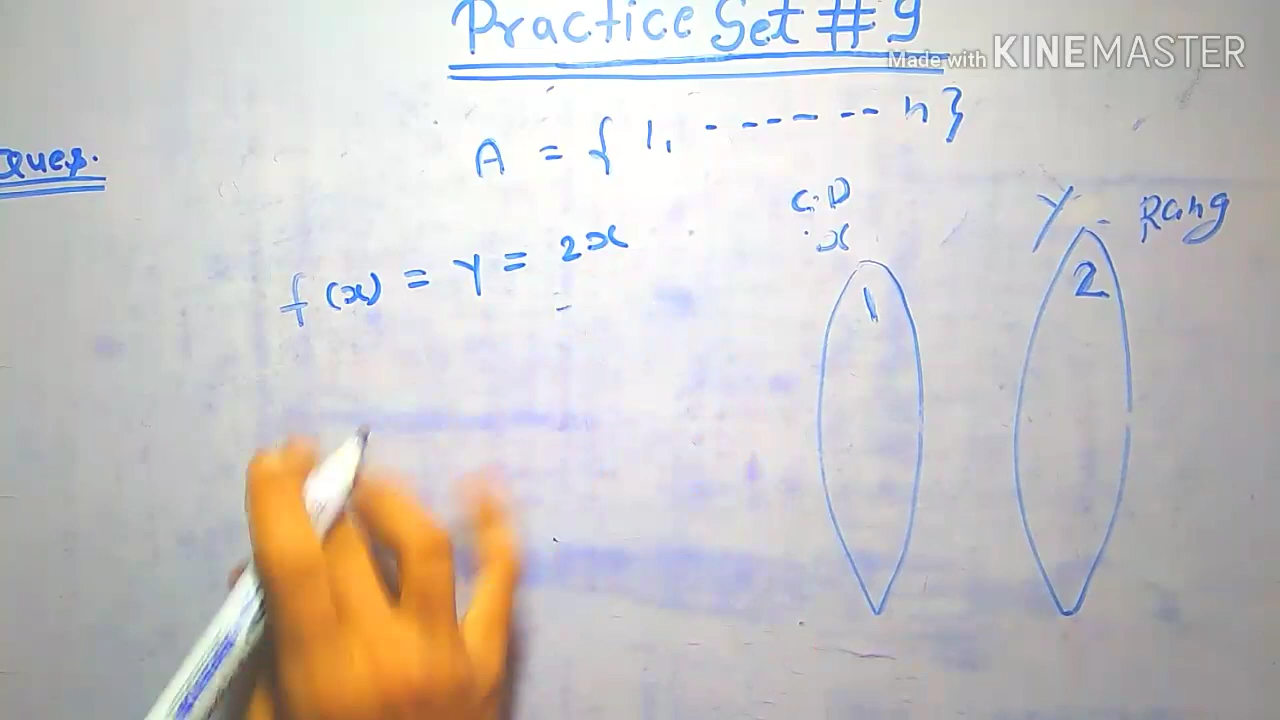 Practice Set #9
Made with KINEMASTER
A = { 1, - - - - - - n }
Ques.
C.D
x
Y - Rang
f(x) = Y = 2x
1
2